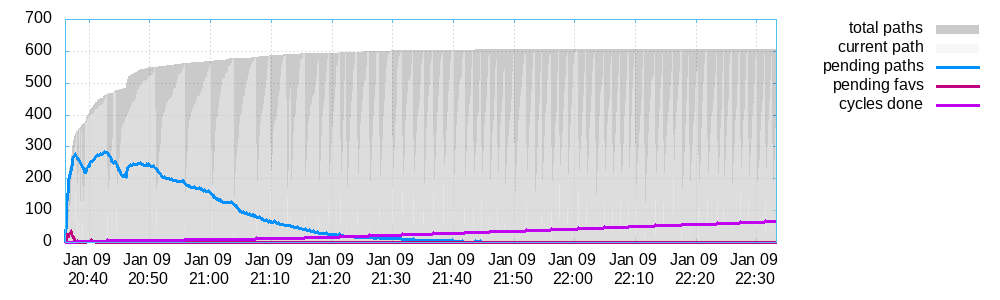 700
600
500
400
300
200
100
0
Jan 09 Jan 09 Jan 09 Jan 09 Jan 09 Jan 09 Jan 09 Jan 09 Jan 09 Jan 09 Jan 09 Jan 09
20:40 20:50 21:00 21:10 21:20 21:30 21:40 21:50 22:00 22:10 22:20 22:30
total paths
current path
pending paths
pending favs
cycles done